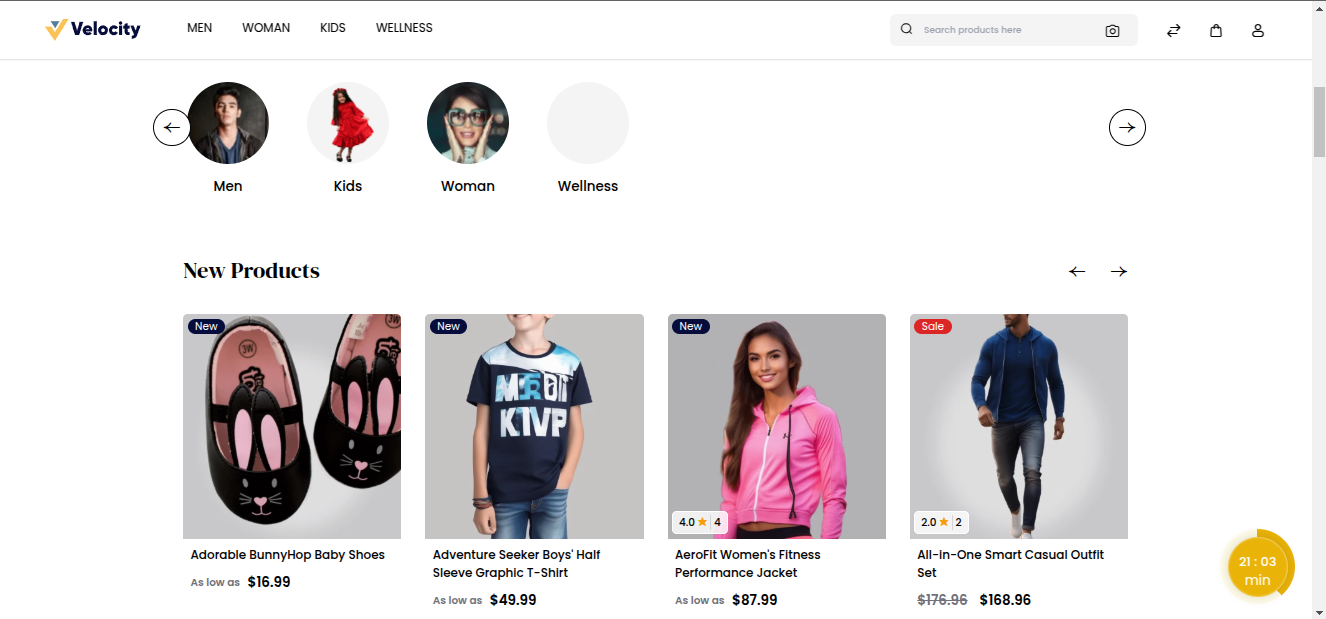 Velocity
MEN
WOMAN
KIDS
WELLNESS
Search products here
Men
Kids
Woman
Wellness
New Products
New
New
New
Sale
3W
3W
4.0 ★ 4
2.0 ★ 2
Adorable BunnyHop Baby Shoes
As low as $16.99
Adventure Seeker Boys' Half
Sleeve Graphic T-Shirt
As low as $49.99
AeroFit Women's Fitness
Performance Jacket
As low as $87.99
All-in-One Smart Casual Outfit
Set
$176.96 $168.96
21 : 03
min